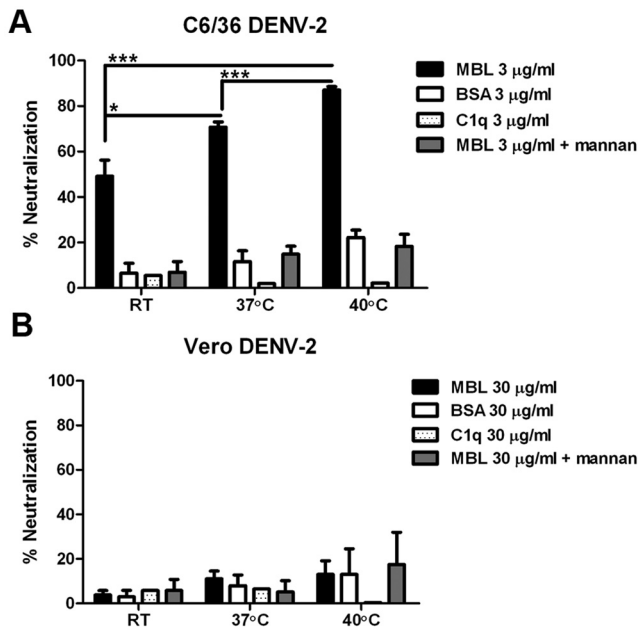 A
C6/36 DENV-2
% Neutralization
100
80
60
40
20
0
***
***
*
RT
37°C
40°C
MBL 3 μg/ml
BSA 3 μg/ml
C1q 3 μg/ml
MBL 3 μg/ml + mannan
B
Vero DENV-2
% Neutralization
100
80
60
40
20
0
RT
37°C
40°C
MBL 30 μg/ml
BSA 30 μg/ml
C1q 30 μg/ml
MBL 30 μg/ml + mannan